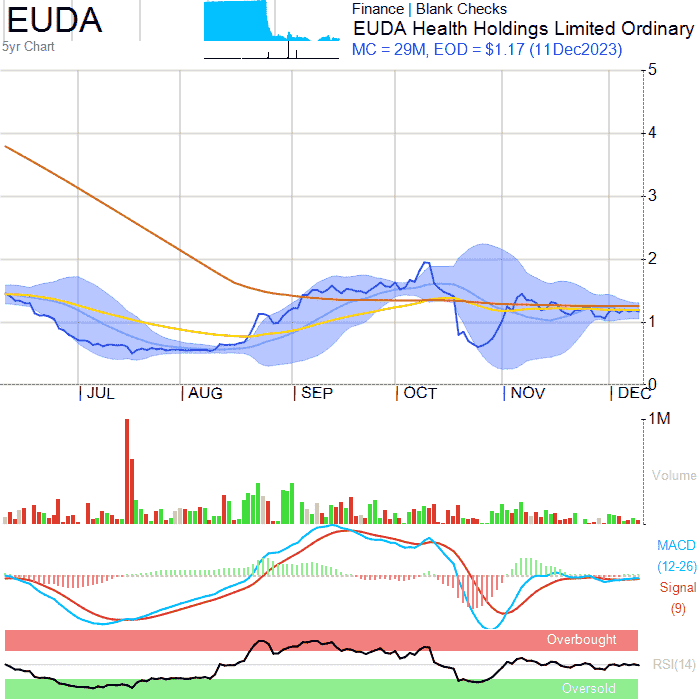 EUDA
5yr Chart
Finance | Blank Checks
EUDA Health Holdings Limited Ordinary
MC = 29M, EOD = $1.17 (11Dec2023)
5
4
3
2
1
0
JUL
AUG
SEP
OCT
NOV
DEC
1M
Volume
MACD
(12-26)
Signal
(9)
Overbought
RSI(14)
Oversold